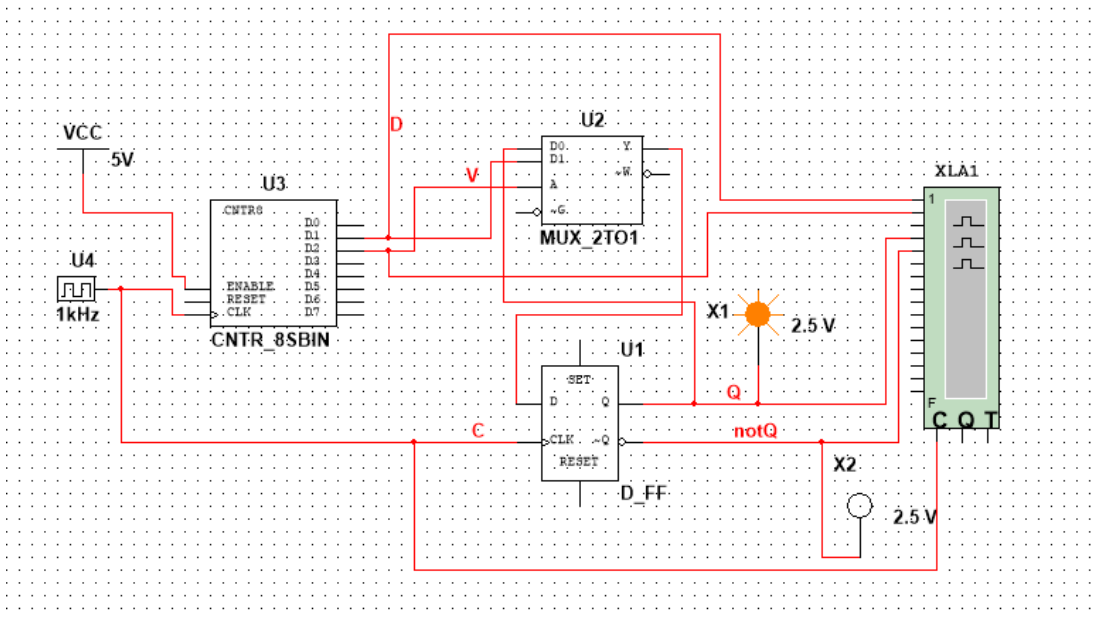 VCC
5V
U4
1kHz
U3
CNTR8
D0
D1
D2
D3
D4
ENABLE D5
RESET D6
CLK D7
CNTR_8SBIN
D
V
U2
D0 Y
D1
~W
A
~G
MUX_2TO1
U1
SET
D Q
CLK ~Q
RESET
D_FF
C
X1
2.5 V
Q
notQ
X2
2.5 V
XLA1
1
F
C Q T